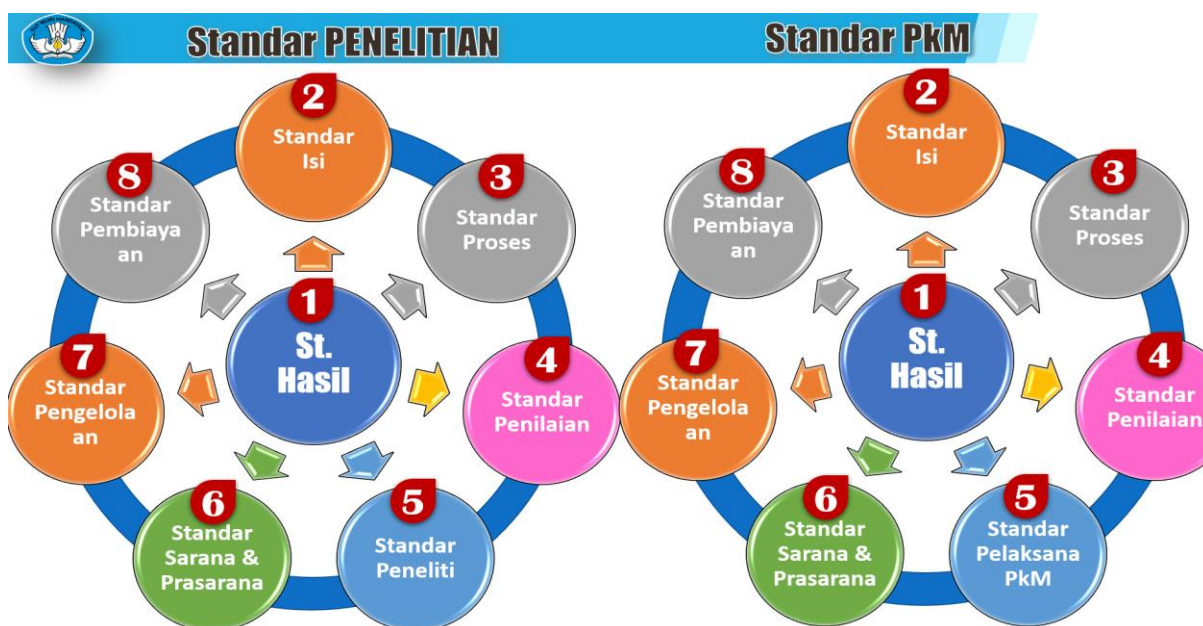 Standar PENELITIAN
Standar PkM
2
Standar
Isi
3
Standar
Proses
4
Standar
Penilaian
5
Standar
Peneliti
6
Standar
Sarana &
Prasarana
7
Standar
Pengelola
an
8
Standar
Pembiaya
an
1
St.
Hasil
2
Standar
Isi
3
Standar
Proses
4
Standar
Penilaian
5
Standar
Pelaksana
PkM
6
Standar
Sarana &
Prasarana
7
Standar
Pengelola
an
8
Standar
Pembiaya
an
1
St.
Hasil